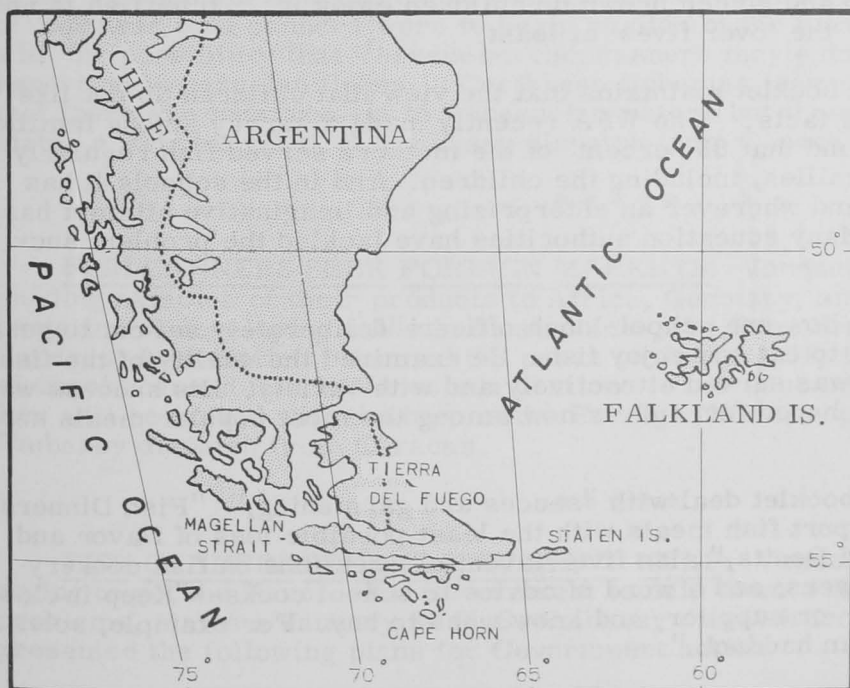 CHILE
ARGENTINA
ATLANTIC OCEAN
50°
PACIFIC OCEAN
FALKLAND IS.
TIERRA
DEL FUEGO
MAGELLAN
STRAIT
STATEN IS.
55°
CAPE HORN
75° 70° 65° 60°